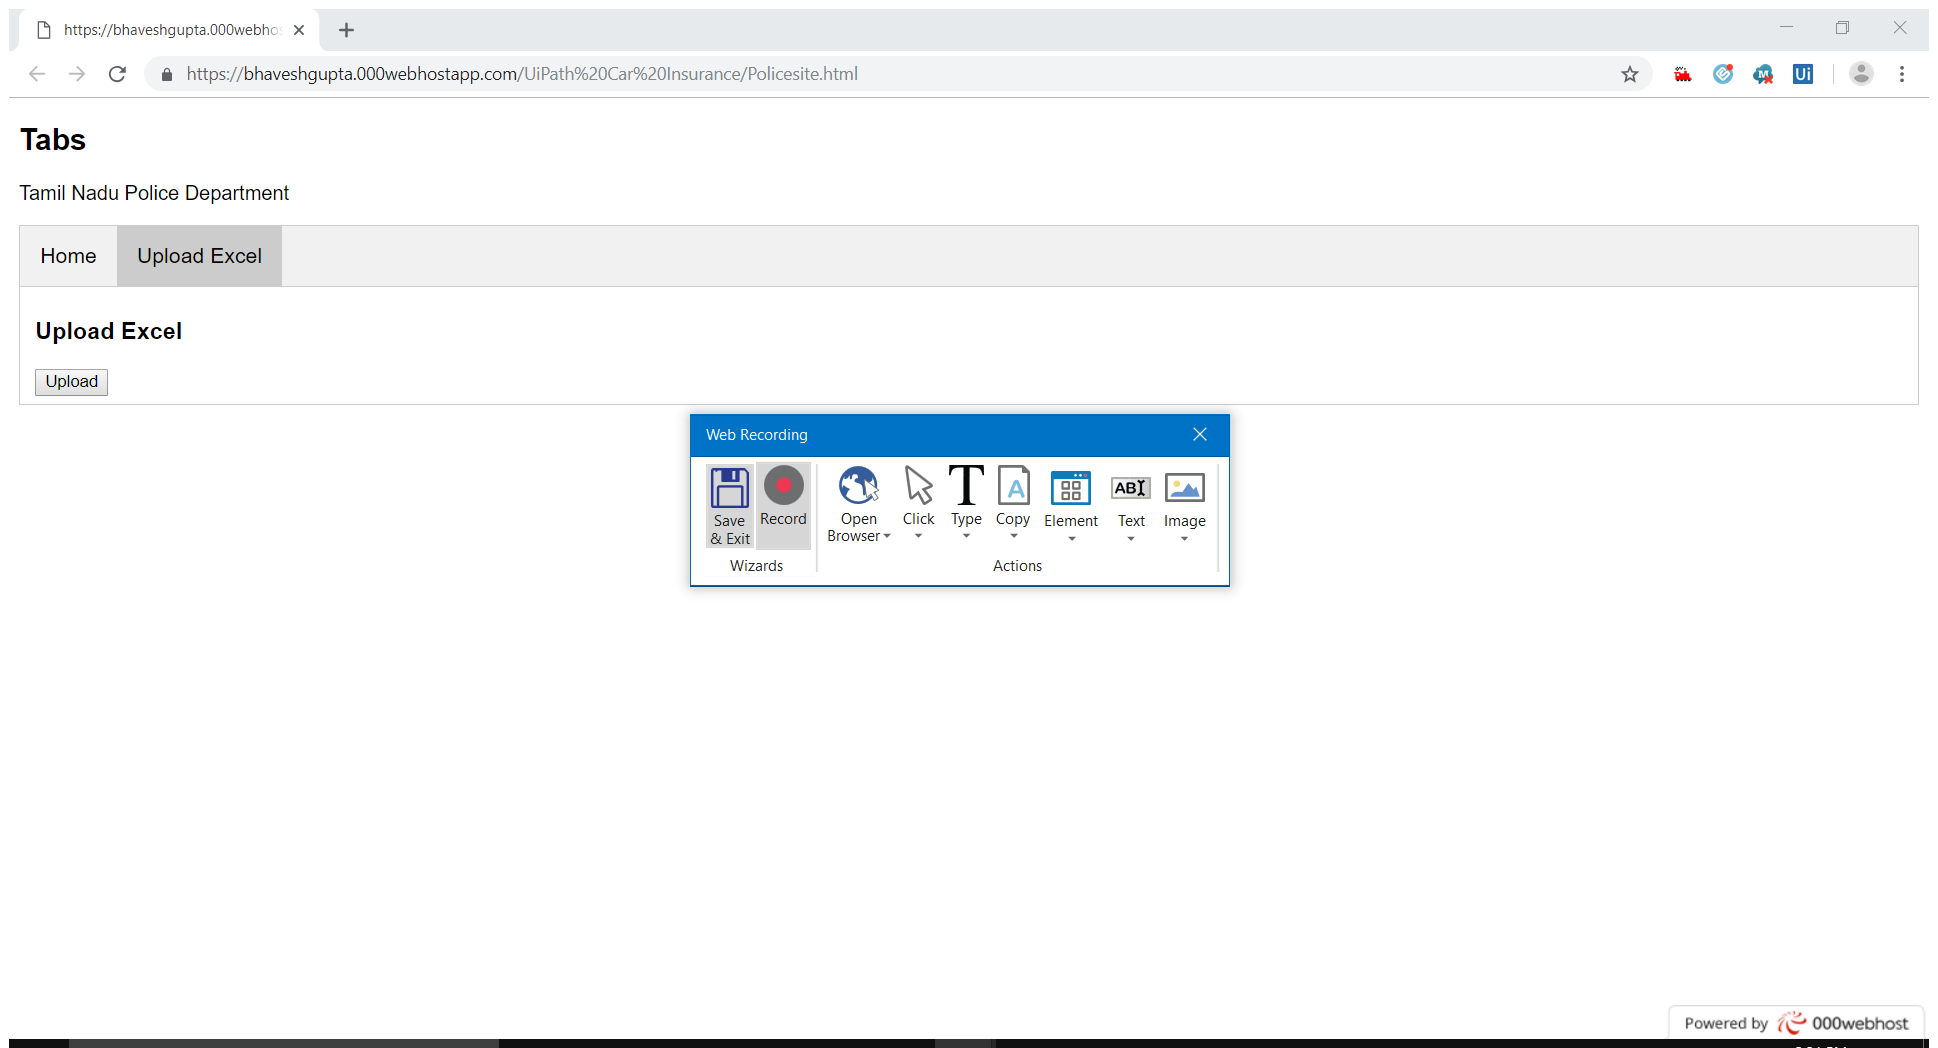 https://bhaveshgupta.000webhos
https://bhaveshgupta.000webhostapp.com/UiPath%20Car%20Insurance/Policesite.html
M
Ui
Tabs
Tamil Nadu Police Department
Home Upload Excel
Upload Excel
Upload
Web Recording
T A ABI
Save & Exit
Record
Open Browser
Click
Type
Copy
Element
Text
Image
Wizards
Actions
Powered by 000webhost